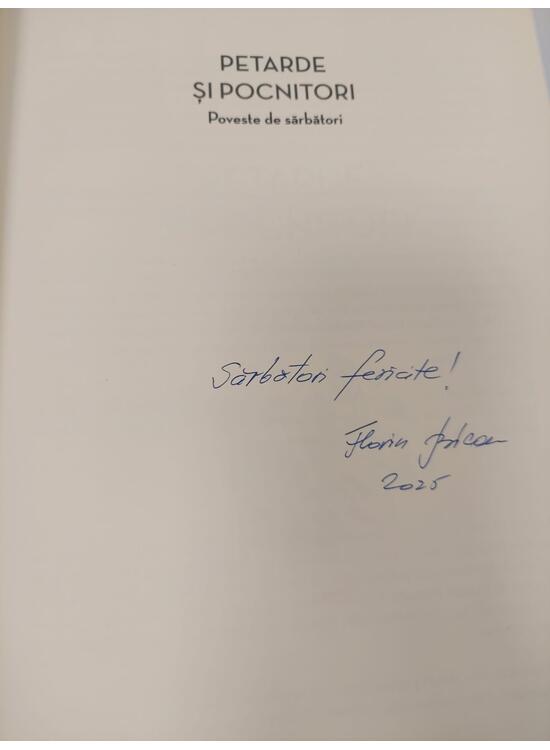 PETARDE
ȘI POCNITORI
Poveste de sărbători
Sărbători fericite!
Florin
2025